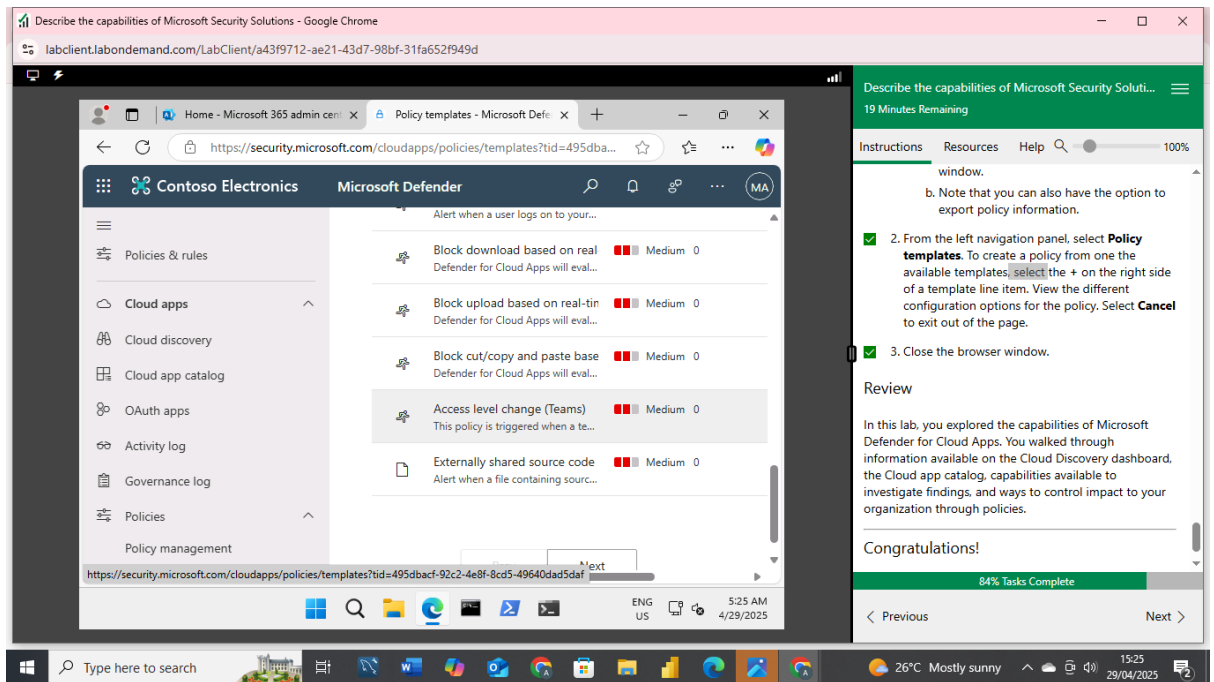 Describe the capabilities of Microsoft Security Solutions - Google Chrome
labclient.labondemand.com/LabClient/a43f9712-ae21-43d7-98bf-31fa652f949d
Home - Microsoft 365 admin cent
Policy templates - Microsoft Defe
https://security.microsoft.com/cloudapps/policies/templates?tid=495dba...
Contoso Electronics
Microsoft Defender
MA
Policies & rules
Cloud apps
Cloud discovery
Cloud app catalog
OAuth apps
Activity log
Governance log
Policies
Policy management
Alert when a user logs on to your...
Block download based on real
Medium 0
Defender for Cloud Apps will eval...
Block upload based on real-tin
Medium 0
Defender for Cloud Apps will eval...
Block cut/copy and paste base
Medium 0
Defender for Cloud Apps will eval...
Access level change (Teams)
Medium 0
This policy is triggered when a te...
Externally shared source code
Medium 0
Alert when a file containing sourc...
Next
https://security.microsoft.com/cloudapps/policies/templates?tid=495dbacf-92c2-4e8f-8cd5-49640dad5daf
ENG
US
5:25 AM
4/29/2025
Describe the capabilities of Microsoft Security Soluti...
19 Minutes Remaining
Instructions Resources Help 100%
window.
b. Note that you can also have the option to
export policy information.
2. From the left navigation panel, select Policy
templates. To create a policy from one the
available templates, select the + on the right side
of a template line item. View the different
configuration options for the policy. Select Cancel
to exit out of the page.
3. Close the browser window.
Review
In this lab, you explored the capabilities of Microsoft
Defender for Cloud Apps. You walked through
information available on the Cloud Discovery dashboard,
the Cloud app catalog, capabilities available to
investigate findings, and ways to control impact to your
organization through policies.
Congratulations!
84% Tasks Complete
< Previous
Next >
Type here to search
26°C Mostly sunny
15:25
29/04/2025
2